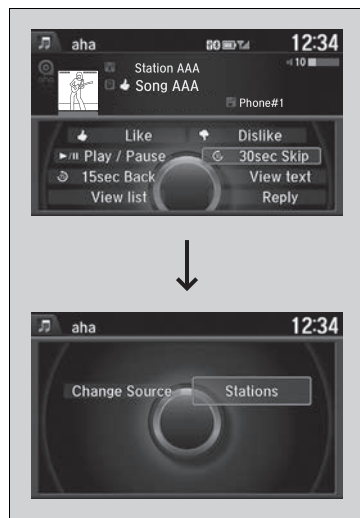 aha 12:34
Station AAA 10
Song AAA
Phone#1
Like Dislike
Play / Pause 30sec Skip
15sec Back View text
View list Reply
aha 12:34
Change Source Stations